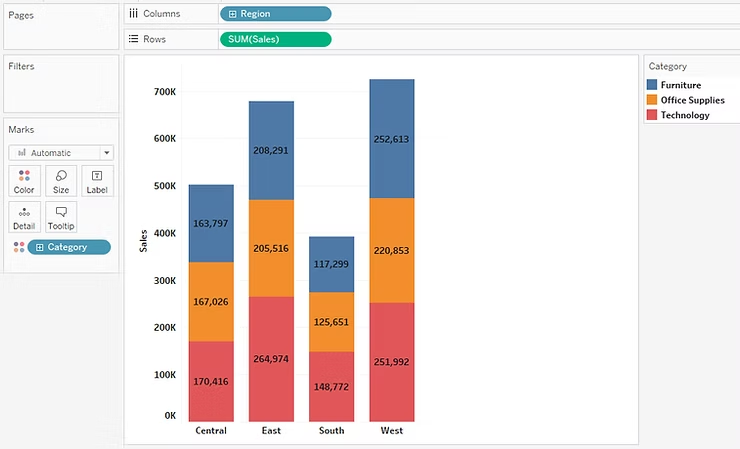 Pages
Columns
Region
Rows
SUM(Sales)
Filters
Marks
Automatic
Color
Size
Label
Detail
Tooltip
Category
Sales
700K
600K
500K
400K
300K
200K
100K
0K
163,797
167,026
170,416
208,291
205,516
264,974
117,299
125,651
148,772
252,613
220,853
251,992
Central
East
South
West
Category
Furniture
Office Supplies
Technology